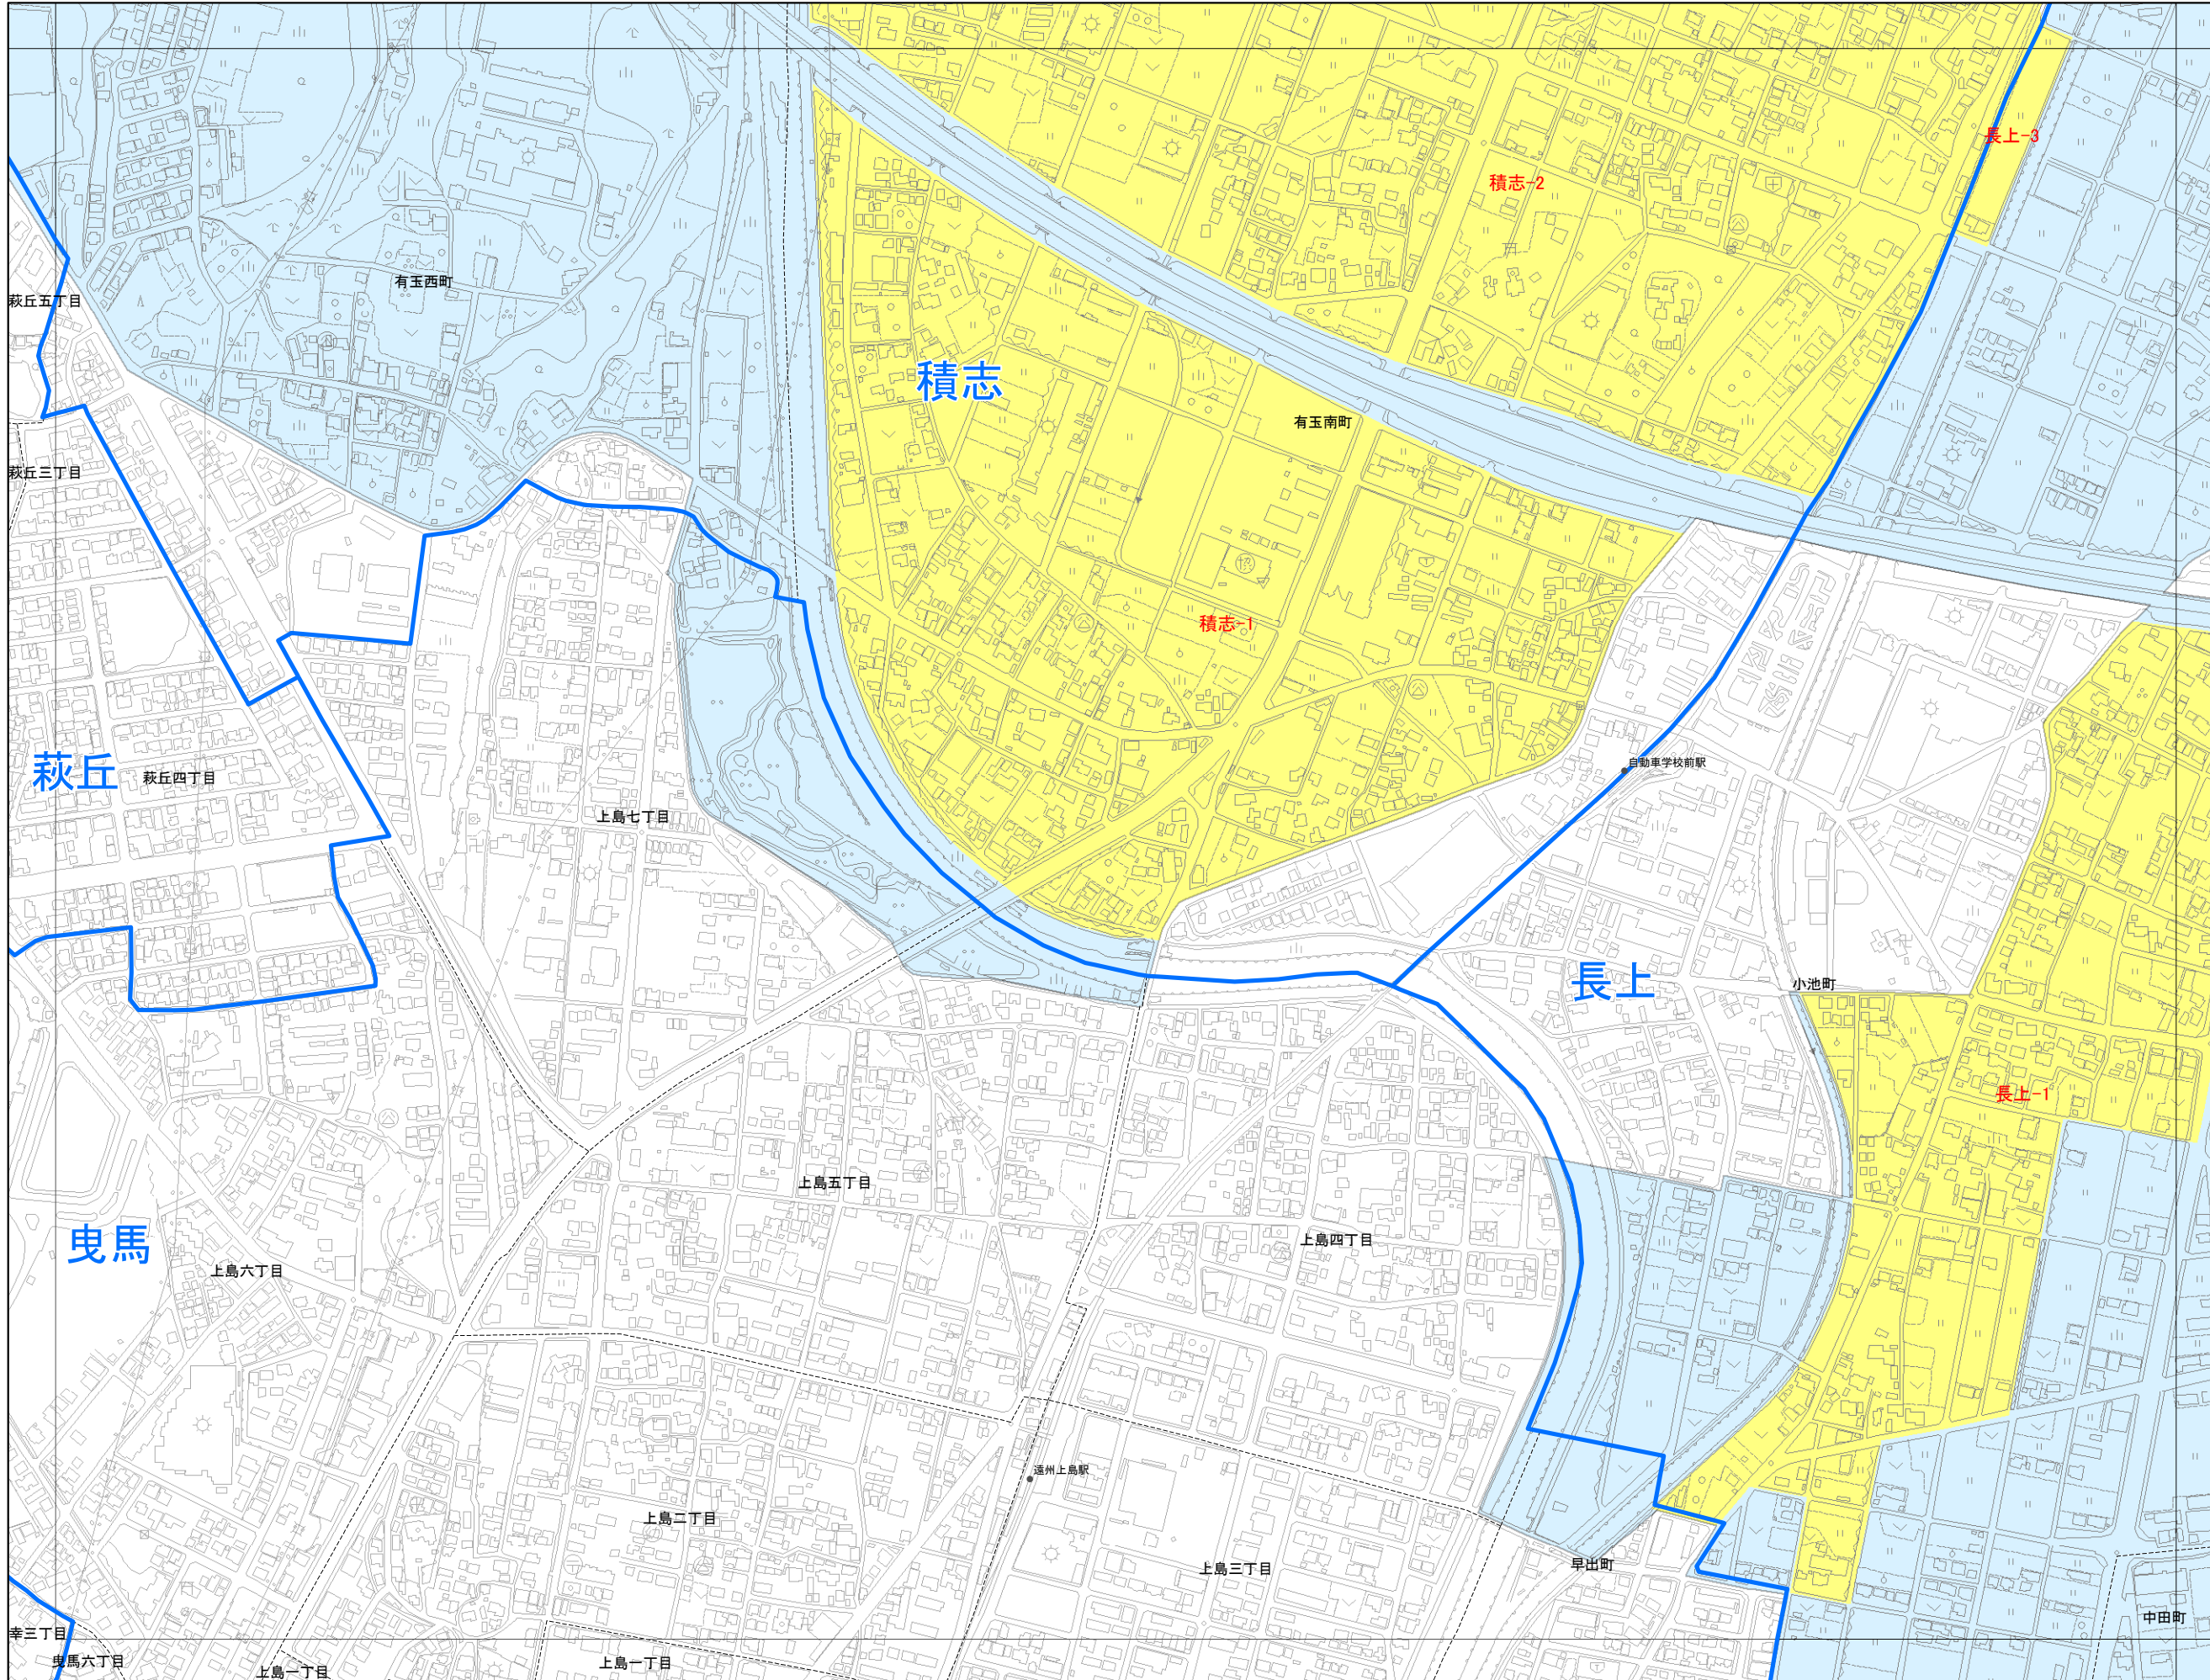 長上-3
積志-2
有玉西町
萩丘五丁目
積志
有玉南町
萩丘三丁目
積志-1
自動車学校前駅
萩丘
萩丘四丁目
上島七丁目
長上
小池町
長上-1
上島五丁目
曳馬
上島四丁目
上島六丁目
遠州上島駅
上島二丁目
早出町
上島三丁目
中田町
幸三丁目
曳馬六丁目
上島一丁目
上島一丁目